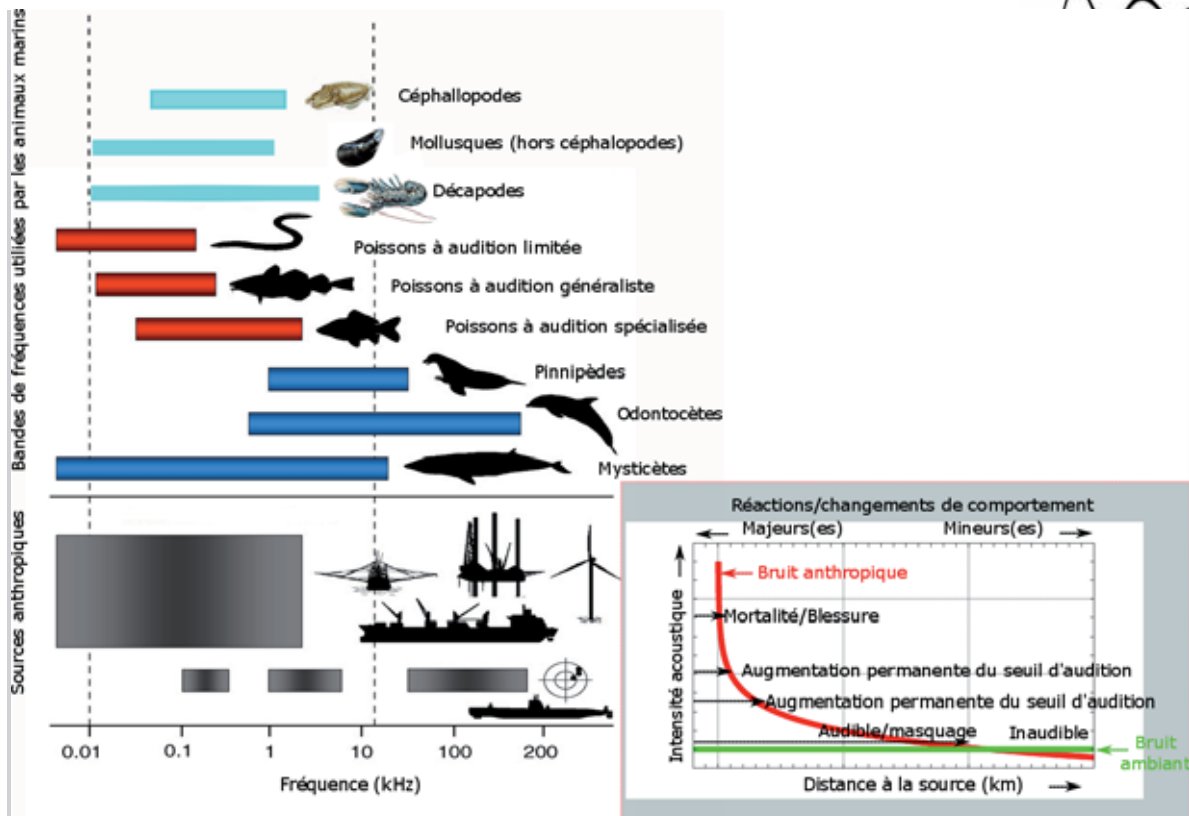 Bandes de fréquences utiliées par les animaux marins
Céphallopodes
Mollusques (hors céphalopodes)
Décapodes
Poissons à audition limitée
Poissons à audition généraliste
Poissons à audition spécialisée
Pinnipèdes
Odontocètes
Mysticètes
Sources anthropiques
0.01 0.1 1 10 100 200
Fréquence (kHz)
Réactions/changements de comportement
Majeurs(es) Mineurs(es)
Intensité acoustique
Bruit anthropique
Mortalité/Blessure
Augmentation permanente du seuil d'audition
Augmentation permanente du seuil d'audition
Audible/masquage Inaudible
Bruit
ambiant
Distance à la source (km)